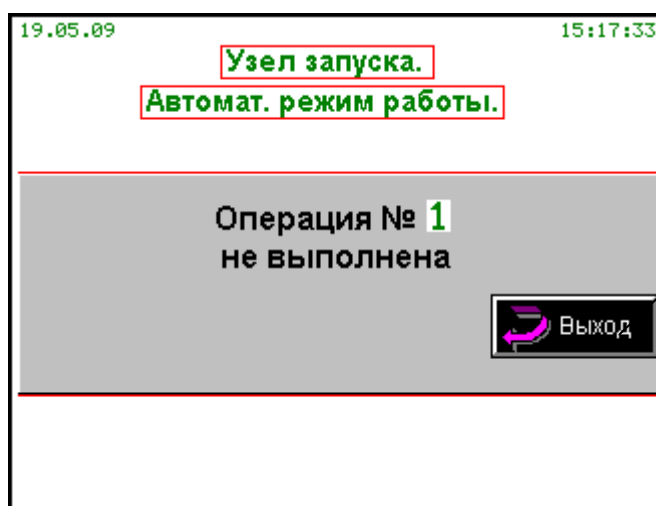 19.05.09 15:17:33
Узел запуска.
Автомат. режим работы.
Операция № 1
не выполнена
Выход